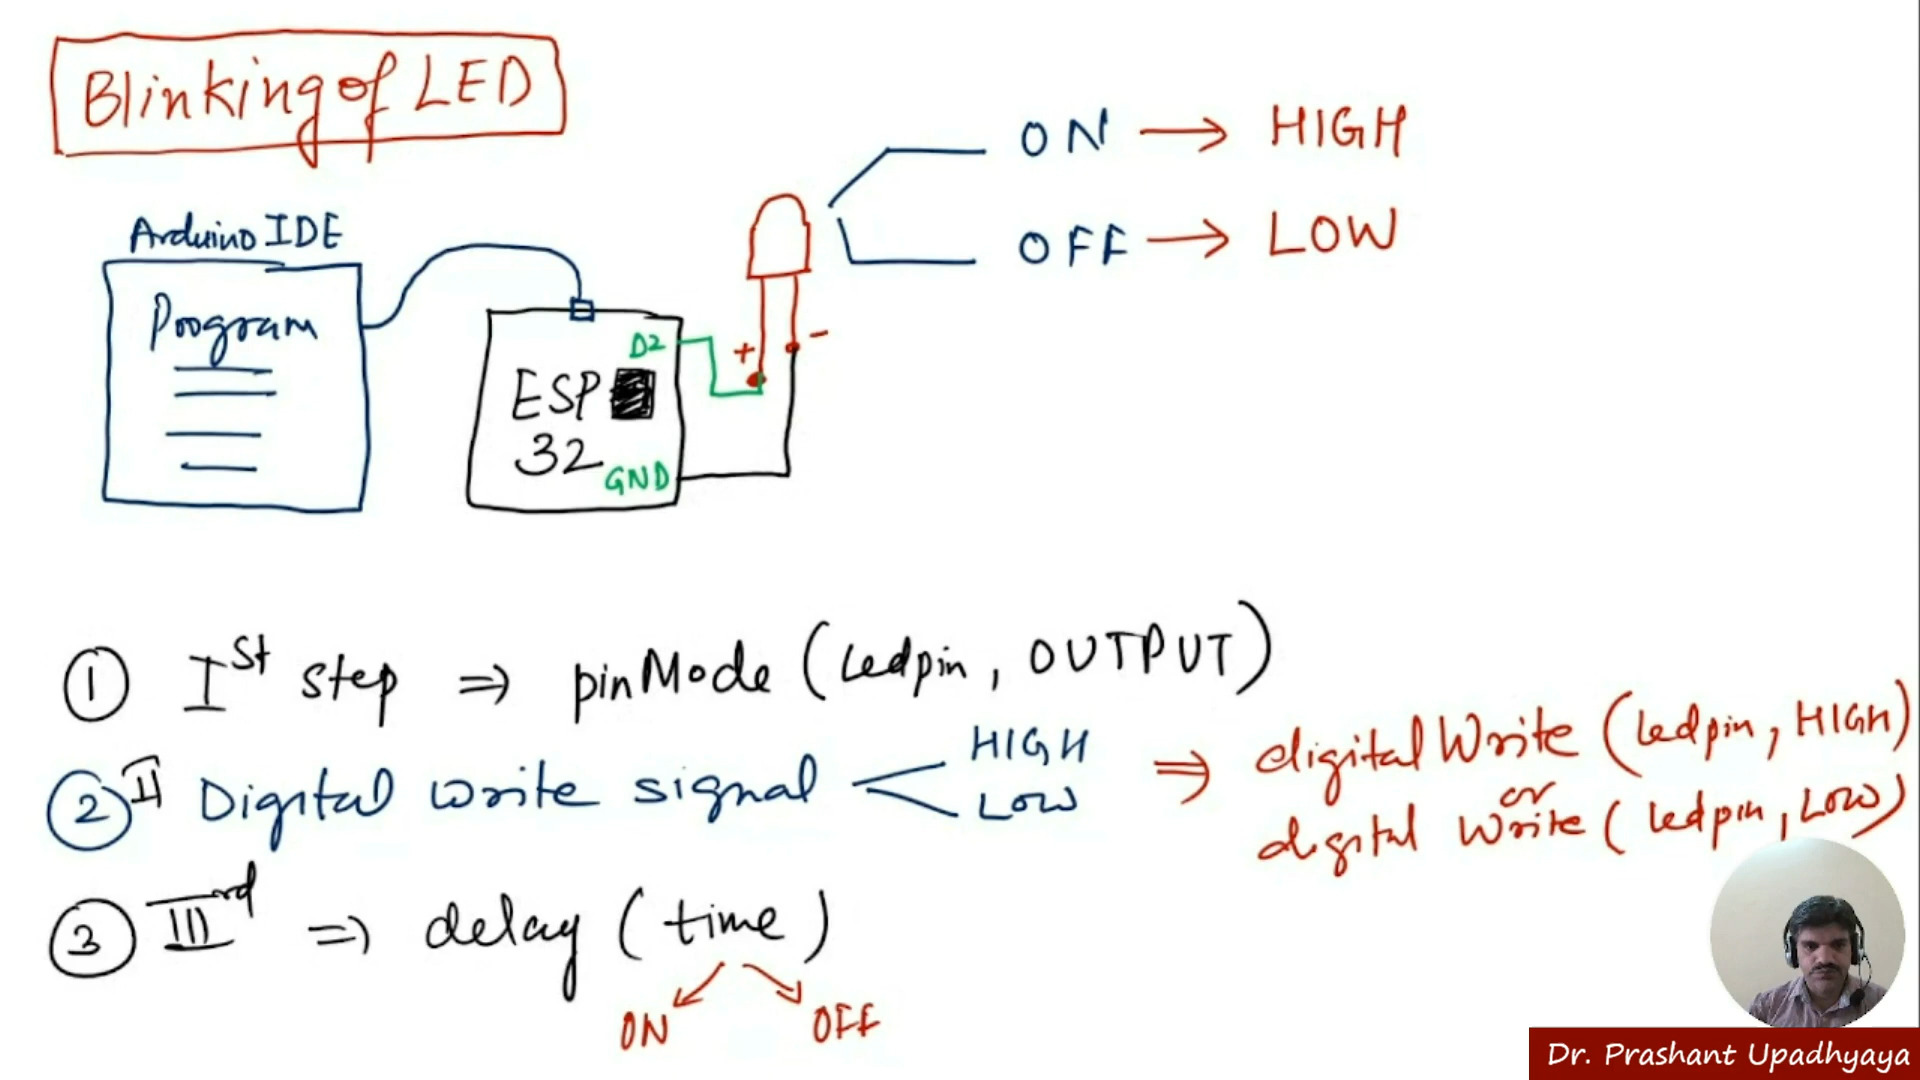 Blinking of LED
ON → HIGH
OFF → LOW
Arduino IDE
Program
D2
ESP
32
GND
+
-
① Ist step ⇒ pinMode (Ledpin, OUTPUT)
② II Digital write signal HIGH LOW ⇒ digitalWrite (Ledpin, HIGH)
or
digital Write (ledpin, LOW)
③ IIIrd ⇒ delay (time)
ON OFF
Dr. Prashant Upadhyaya